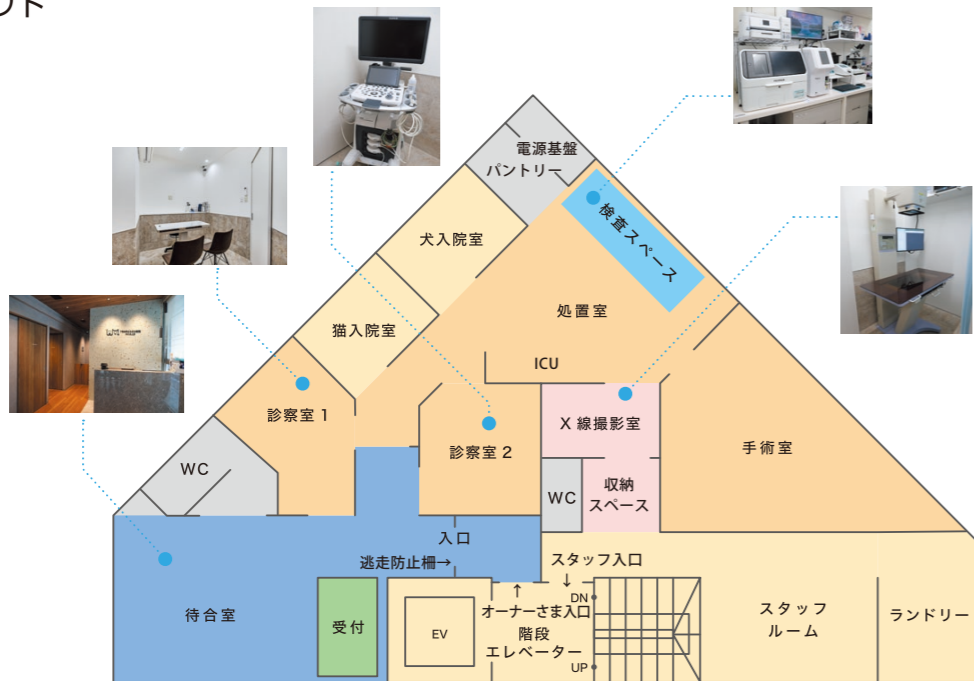 ウト
電源基盤
パントリー
検査スペース
犬入院室
処置室
猫入院室
ICU
診察室 1
X 線撮影室
手術室
診察室 2
WC
WC
収納
スペース
入口
逃走防止柵→
スタッフ入口
↓
↑
DN
オーナーさま入口
待合室
受付
EV
階段
エレベーター
UP
スタッフ
ルーム
ランドリー